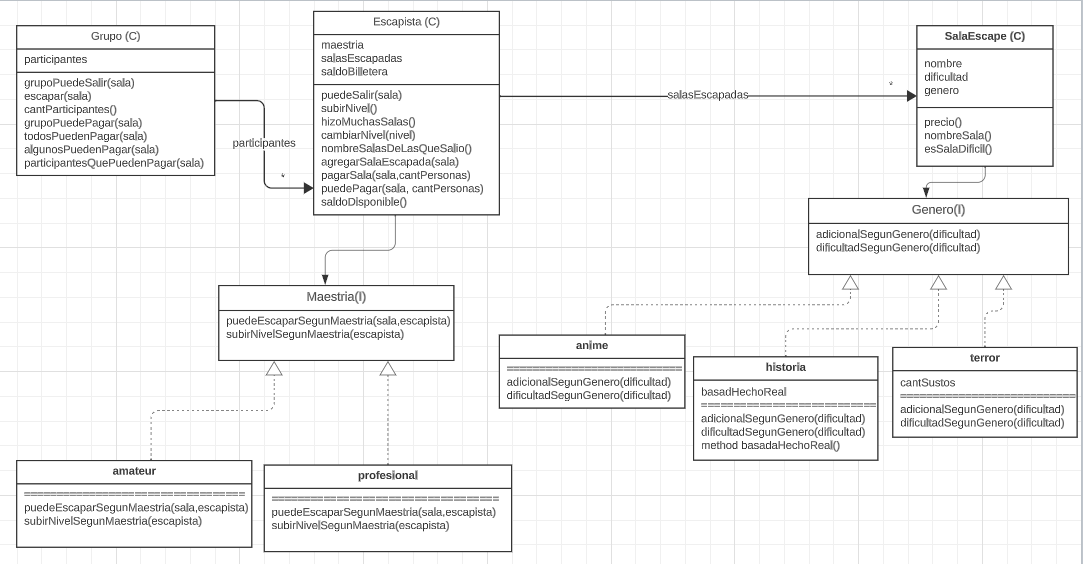 Grupo (C)
participantes
grupoPuedeSalir(sala)
escapar(sala)
cantParticipantes()
grupoPuedePagar(sala)
todosPuedenPagar(sala)
algunosPuedenPagar(sala)
participantesQuePuedenPagar(sala)
participantes
*
Escapista (C)
maestria
salasEscapadas
saldoBilletera
puedeSalir(sala)
subirNivel()
hizoMuchasSalas()
cambiarNivel(nivel)
nombreSalasDeLasQueSalio()
agregarSalaEscapada(sala)
pagarSala(sala,cantPersonas)
puedePagar(sala, cantPersonas)
saldoDisponible()
salasEscapadas
*
SalaEscape (C)
nombre
dificultad
genero
precio()
nombreSala()
esSalaDificil()
Genero(I)
adicionalSegunGenero(dificultad)
dificultadSegunGenero(dificultad)
Maestria(I)
puedeEscaparSegunMaestria(sala,escapista)
subirNivelSegunMaestria(escapista)
anime
===========================
adicionalSegunGenero(dificultad)
dificultadSegunGenero(dificultad)
historia
basadHechoReal
===========================
adicionalSegunGenero(dificultad)
dificultadSegunGenero(dificultad)
method basadaHechoReal()
terror
cantSustos
===========================
adicionalSegunGenero(dificultad)
dificultadSegunGenero(dificultad)
amateur
==================================
puedeEscaparSegunMaestria(sala,escapista)
subirNivelSegunMaestria(escapista)
profesional
===================================
puedeEscaparSegunMaestria(sala,escapista)
subirNivelSegunMaestria(escapista)